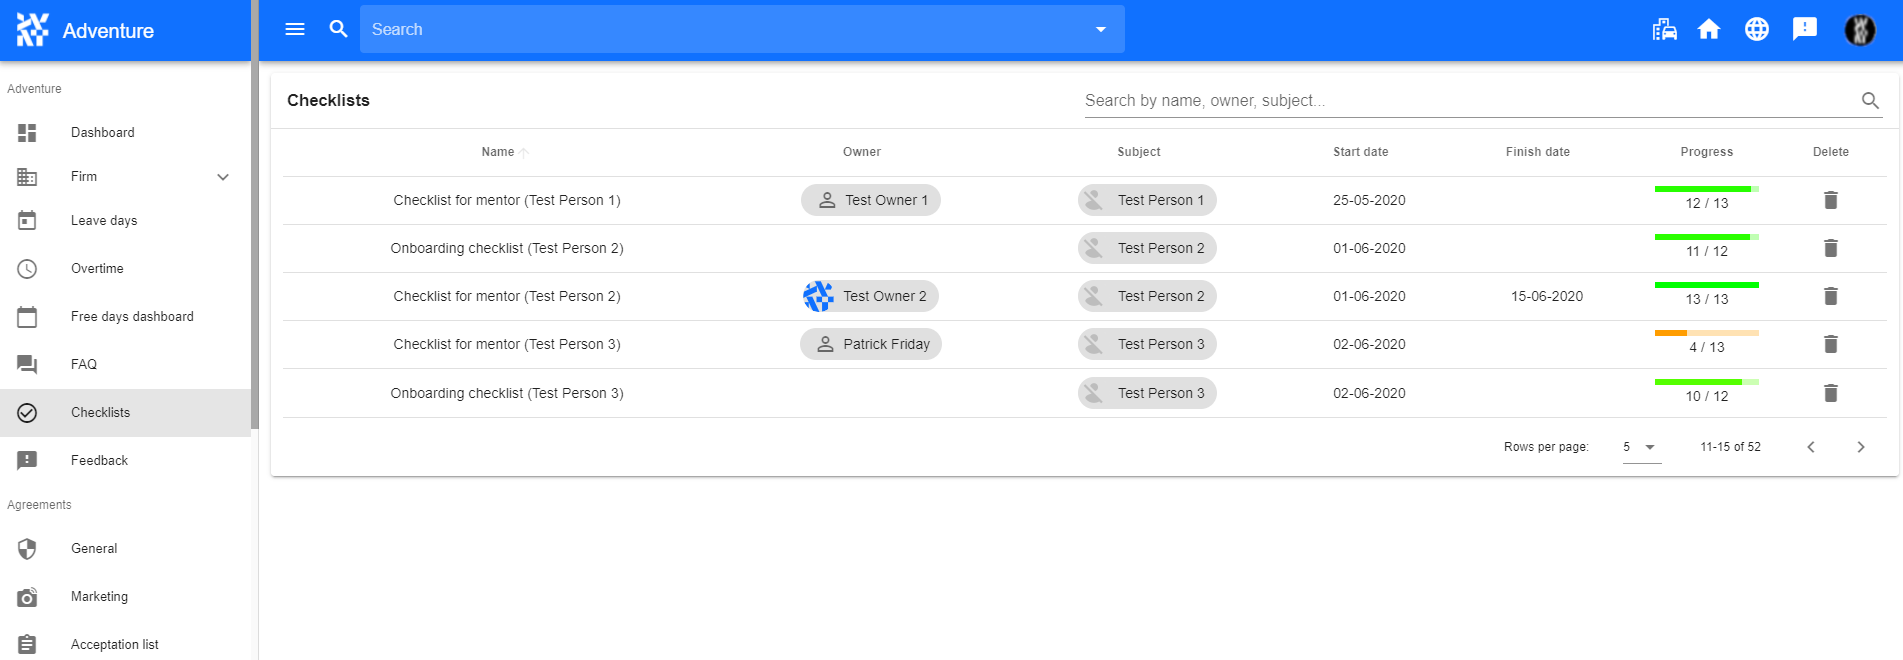 Adventure
Search
Adventure
Dashboard
Firm
Leave days
Overtime
Free days dashboard
FAQ
Checklists
Feedback
Agreements
General
Marketing
Acceptation list
Checklists
Search by name, owner, subject...
Name Owner Subject Start date Finish date Progress Delete
Checklist for mentor (Test Person 1) Test Owner 1 Test Person 1 25-05-2020 12 / 13
Onboarding checklist (Test Person 2) Test Person 2 01-06-2020 11 / 12
Checklist for mentor (Test Person 2) Test Owner 2 Test Person 2 01-06-2020 15-06-2020 13 / 13
Checklist for mentor (Test Person 3) Patrick Friday Test Person 3 02-06-2020 4 / 13
Onboarding checklist (Test Person 3) Test Person 3 02-06-2020 10 / 12
Rows per page: 5 11-15 of 52